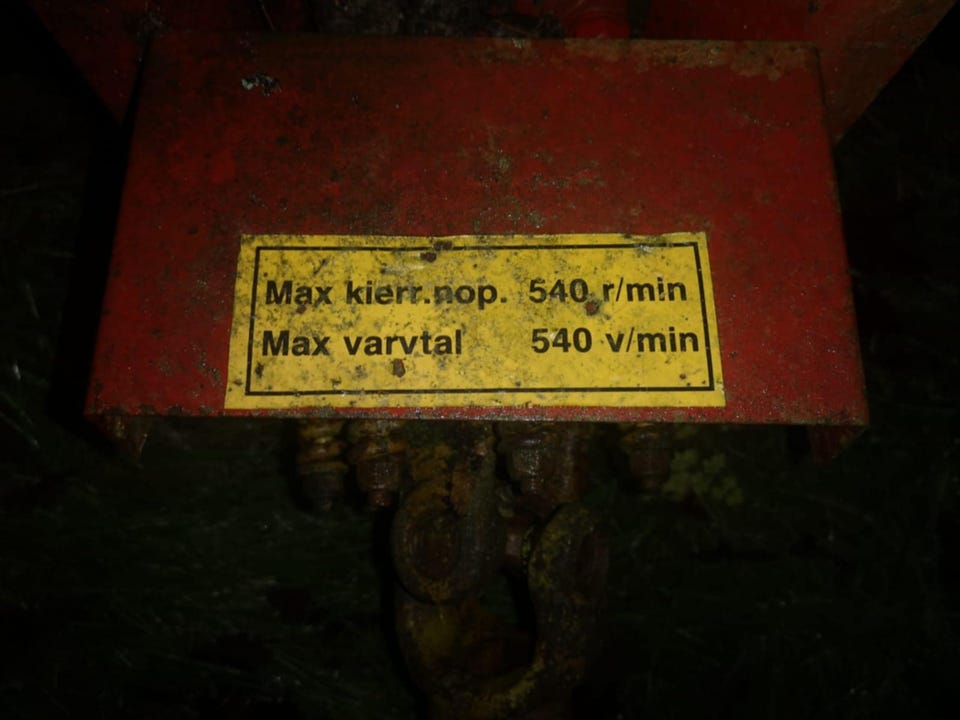 Max kierr.nop. 540 r/min
Max varvtal 540 v/min